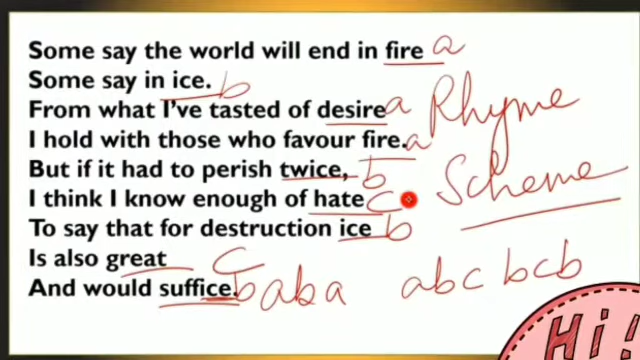 Some say the world will end in fire a
Some say in ice. b
From what I've tasted of desire a Rhyme
I hold with those who favour fire. a
But if it had to perish twice, b Scheme
I think I know enough of hate c
To say that for destruction ice b
Is also great c
And would suffice. b aba abcbcb
Hi!